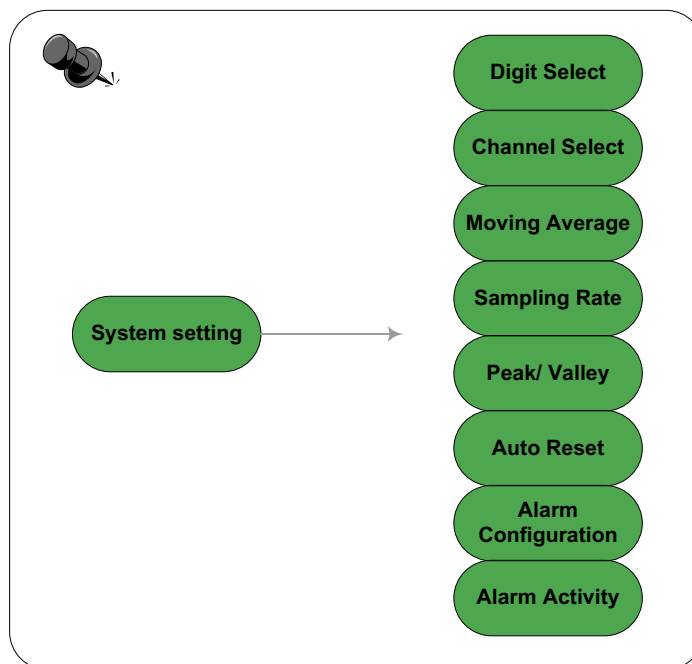 Digit Select
Channel Select
Moving Average
Sampling Rate
System setting
Peak/ Valley
Auto Reset
Alarm
Configuration
Alarm Activity